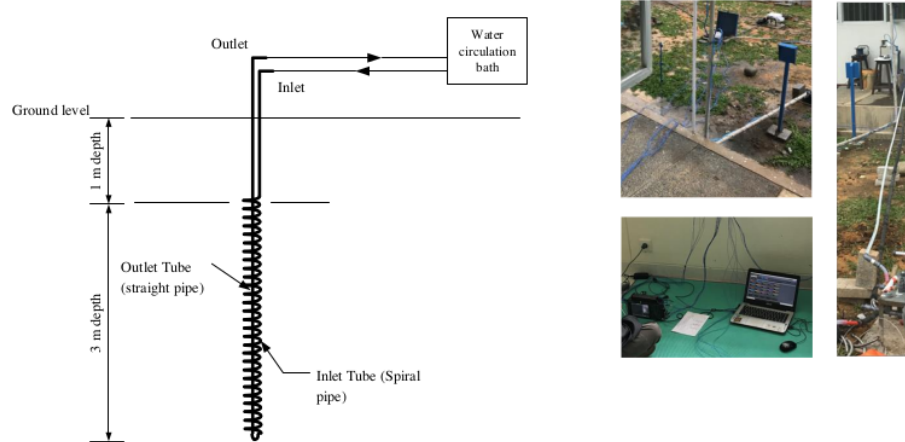 Outlet
Water
circulation
bath
Inlet
Ground level
1 m depth
Outlet Tube
(straight pipe)
3 m depth
Inlet Tube (Spiral
pipe)